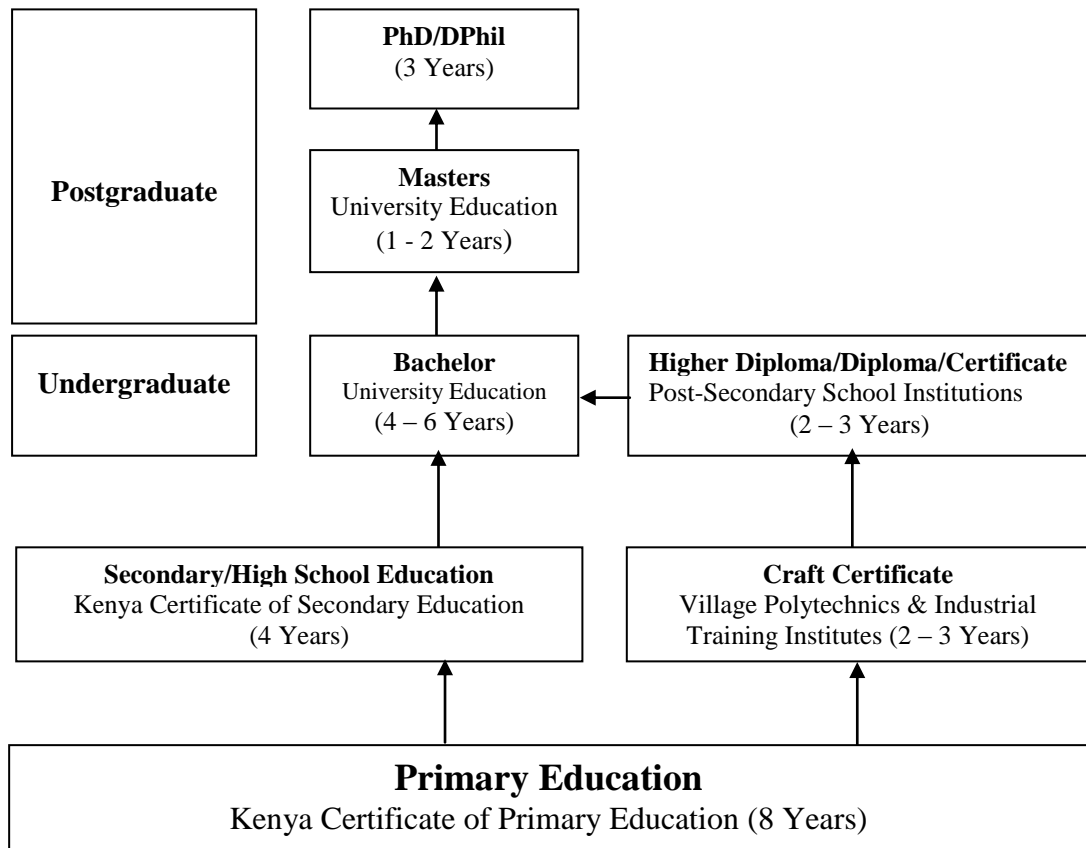 PhD/DPhil
(3 Years)
Postgraduate
Masters
University Education
(1 - 2 Years)
Undergraduate
Bachelor
University Education
(4 – 6 Years)
Higher Diploma/Diploma/Certificate
Post-Secondary School Institutions
(2 – 3 Years)
Secondary/High School Education
Kenya Certificate of Secondary Education
(4 Years)
Craft Certificate
Village Polytechnics & Industrial
Training Institutes (2 – 3 Years)
Primary Education
Kenya Certificate of Primary Education (8 Years)